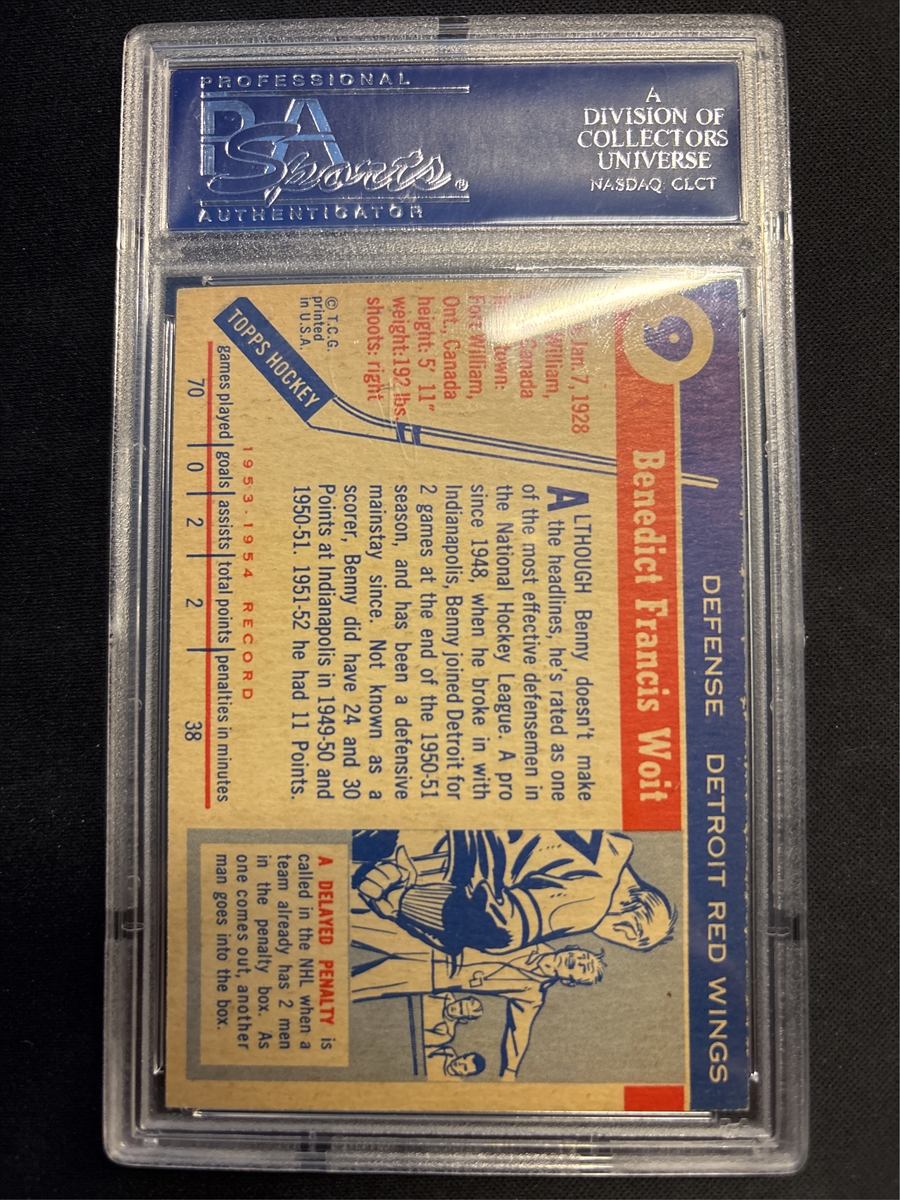 PROFESSIONAL
PSA
Sports®
AUTHENTICATOR
A
DIVISION OF
COLLECTORS
UNIVERSE
NASDAQ: CLCT
DEFENSE DETROIT RED WINGS
Benedict Francis Woit
Jan. 7, 1928
William,
Canada
town:
Fort William,
Ont., Canada
height: 5' 11"
weight: 192 lbs.
shoots: right
© T.C.G.
printed
in U.S.A.
TOPPS HOCKEY
ALTHOUGH Benny doesn't make
the headlines, he's rated as one
of the most effective defensemen in
the National Hockey League. A pro
since 1948, when he broke in with
Indianapolis, Benny joined Detroit for
2 games at the end of the 1950-51
season, and has been a defensive
mainstay since. Not known as a
scorer, Benny did have 24 and 30
Points at Indianapolis in 1949-50 and
1950-51. 1951-52 he had 11 Points.
1953-1954 RECORD
games played goals assists total points penalties in minutes
70 0 2 2 38
A DELAYED PENALTY is
called in the NHL when a
team already has 2 men
in the penalty box. As
one comes out, another
man goes into the box.